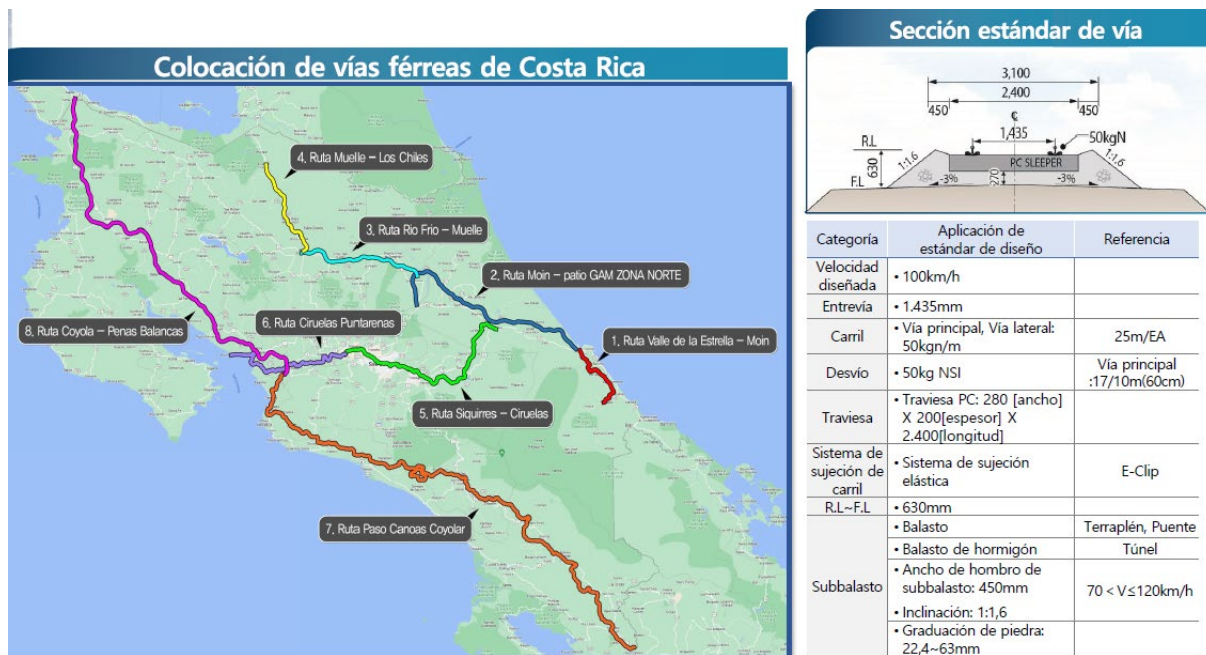 Colocación de vías férreas de Costa Rica
4, Ruta Muelle – Los Chiles
3, Ruta Rio Frio – Muelle
2, Ruta Moin – patio GAM ZONA NORTE
6, Ruta Ciruelas Puntarenas
8, Ruta Coyola – Penas Balancas
1, Ruta Valle de la Estrella – Moin
5, Ruta Siquirres – Ciruelas
7, Ruta Paso Canoas Coyolar
Sección estándar de vía
3,100
2,400
450
450
1,435
50kgN
R.L
630
F.L
1:1.6
1:1.6
PC SLEEPER
-3%
270
-3%
Categoría
Aplicación de
estándar de diseño
Referencia
Velocidad
diseñada
• 100km/h
Entrevía
• 1.435mm
Carril
• Vía principal, Vía lateral:
50kgn/m
25m/EA
Desvío
• 50kg NSI
Vía principal
:17/10m(60cm)
Traviesa
• Traviesa PC: 280 [ancho]
X 200[espesor] X
2.400[longitud]
Sistema de
sujeción de
carril
• Sistema de sujeción
elástica
E-Clip
R.L~F.L
• 630mm
Subbalasto
• Balasto
Terraplén, Puente
• Balasto de hormigón
Túnel
• Ancho de hombro de
subbalasto: 450mm
• Inclinación: 1:1,6
70 < V≤120km/h
• Graduación de piedra:
22,4~63mm